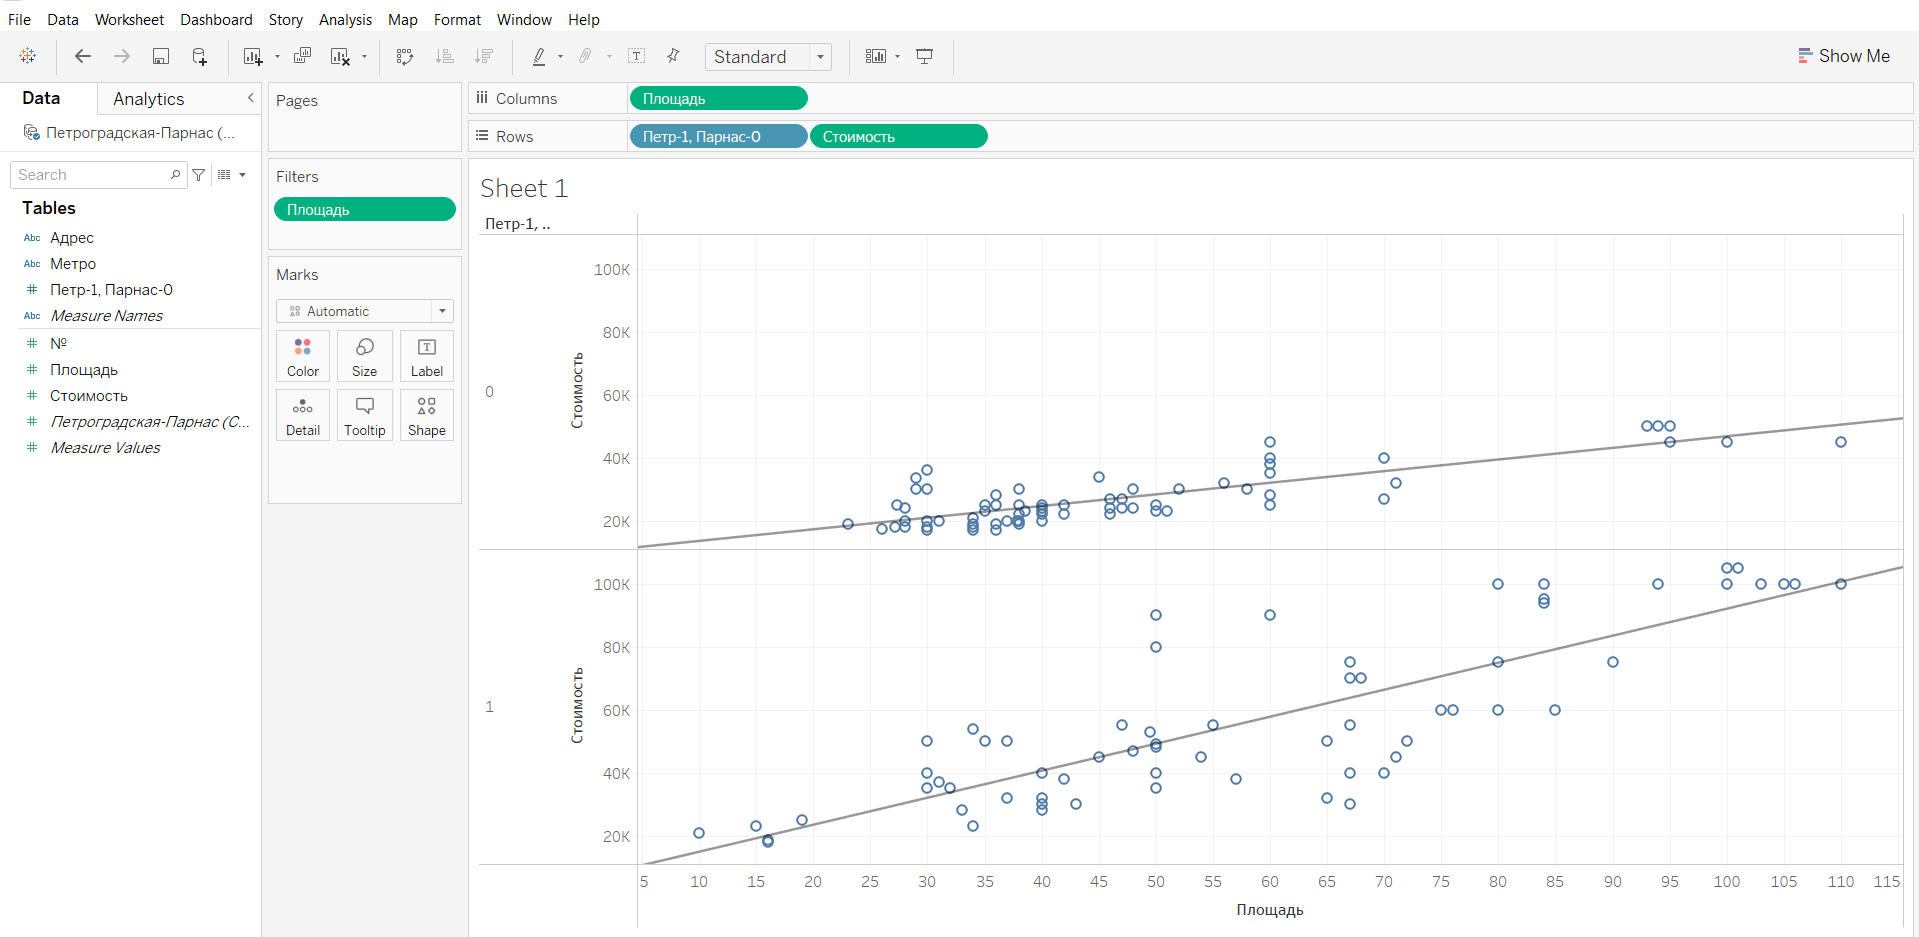 File Data Worksheet Dashboard Story Analysis Map Format Window Help
Standard
Show Me
Data Analytics
Петроградская-Парнас (...
Search
Tables
Abc Адрес
Abc Метро
Петр-1, Парнас-0
Abc Measure Names
№
Площадь
Стоимость
Петроградская-Парнас (С...
Measure Values
Pages
Filters
Площадь
Marks
Automatic
Color Size Label
Detail Tooltip Shape
Columns Площадь
Rows Петр-1, Парнас-0 Стоимость
Sheet 1
Петр-1, ..
0
Стоимость
100K
80K
60K
40K
20K
1
Стоимость
100K
80K
60K
40K
20K
5 10 15 20 25 30 35 40 45 50 55 60 65 70 75 80 85 90 95 100 105 110 115
Площадь